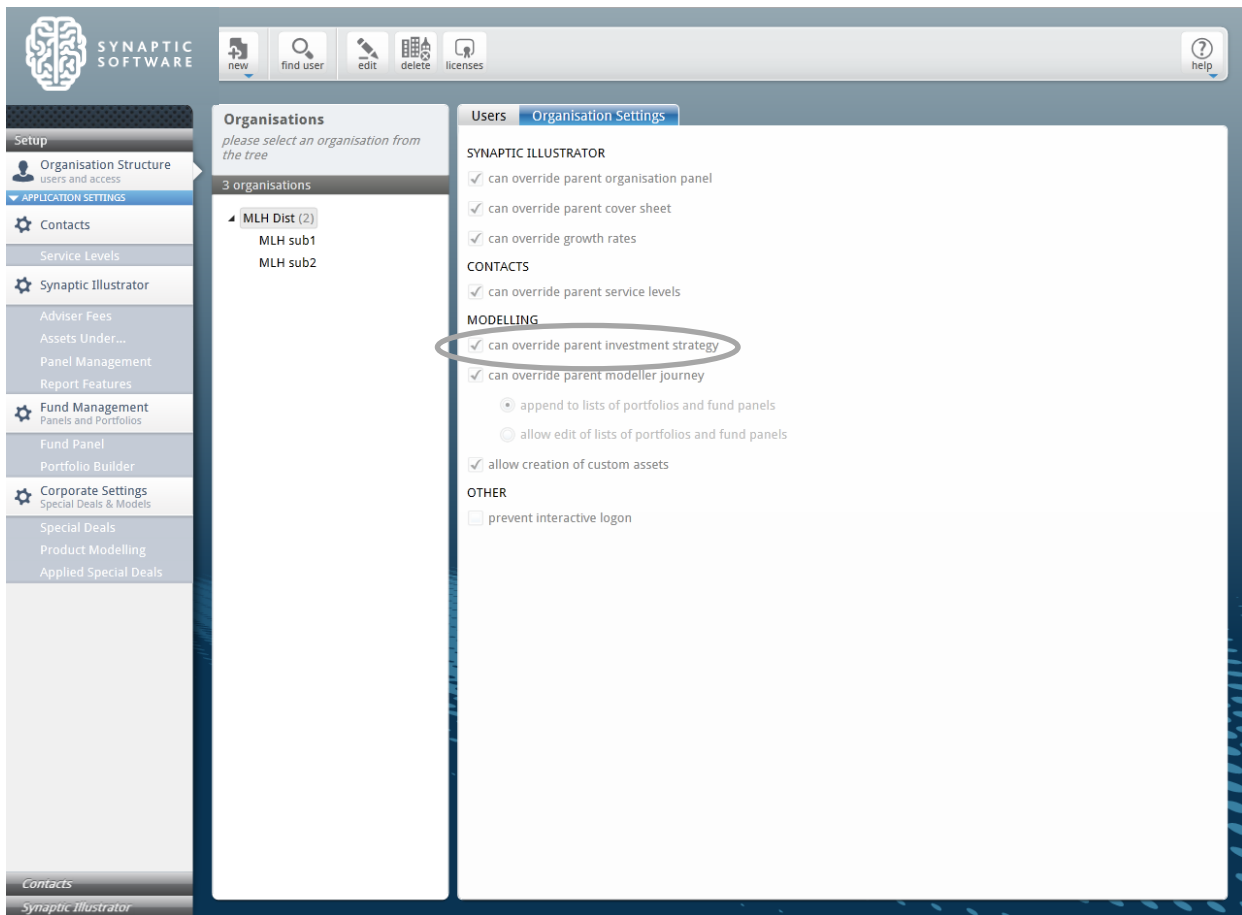 SYNAPTIC
SOFTWARE
new
find user
edit
delete
licenses
help
Setup
Organisation Structure
users and access
APPLICATION SETTINGS
Contacts
Service Levels
Synaptic Illustrator
Adviser Fees
Assets Under...
Panel Management
Report Features
Fund Management
Panels and Portfolios
Fund Panel
Portfolio Builder
Corporate Settings
Special Deals & Models
Special Deals
Product Modelling
Applied Special Deals
Contacts
Synaptic Illustrator
Organisations
please select an organisation from
the tree
3 organisations
MLH Dist (2)
MLH sub1
MLH sub2
Users
Organisation Settings
SYNAPTIC ILLUSTRATOR
can override parent organisation panel
can override parent cover sheet
can override growth rates
CONTACTS
can override parent service levels
MODELLING
can override parent investment strategy
can override parent modeller journey
append to lists of portfolios and fund panels
allow edit of lists of portfolios and fund panels
allow creation of custom assets
OTHER
prevent interactive logon